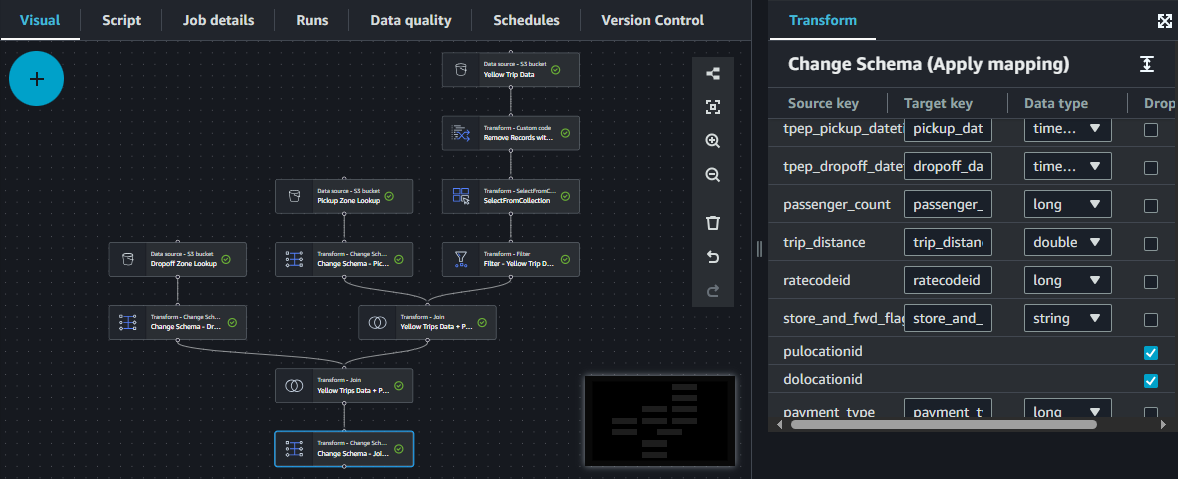 Visual
Script
Job details
Runs
Data quality
Schedules
Version Control
Data source - S3 bucket
Yellow Trip Data
Transform - Custom code
Remove Records wit...
Data source - S3 bucket
Pickup Zone Lookup
Transform - SelectFromC...
SelectFromCollection
Data source - S3 bucket
Dropoff Zone Lookup
Transform - Change Sch...
Change Schema - Pic...
Transform - Filter
Filter - Yellow Trip D...
Transform - Change Sch...
Change Schema - Dr...
Transform - Join
Yellow Trips Data + P...
Transform - Join
Yellow Trips Data + P...
Transform - Change Sch...
Change Schema - Joi...
Transform
Change Schema (Apply mapping)
Source key Target key Data type Drop
tpep_pickup_dateti pickup_dat time...
tpep_dropoff_date dropoff_da time...
passenger_count passenger_ long
trip_distance trip_distan double
ratecodeid ratecodeid long
store_and_fwd_flag store_and_ string
pulocationid
dolocationid
payment_type payment_t long